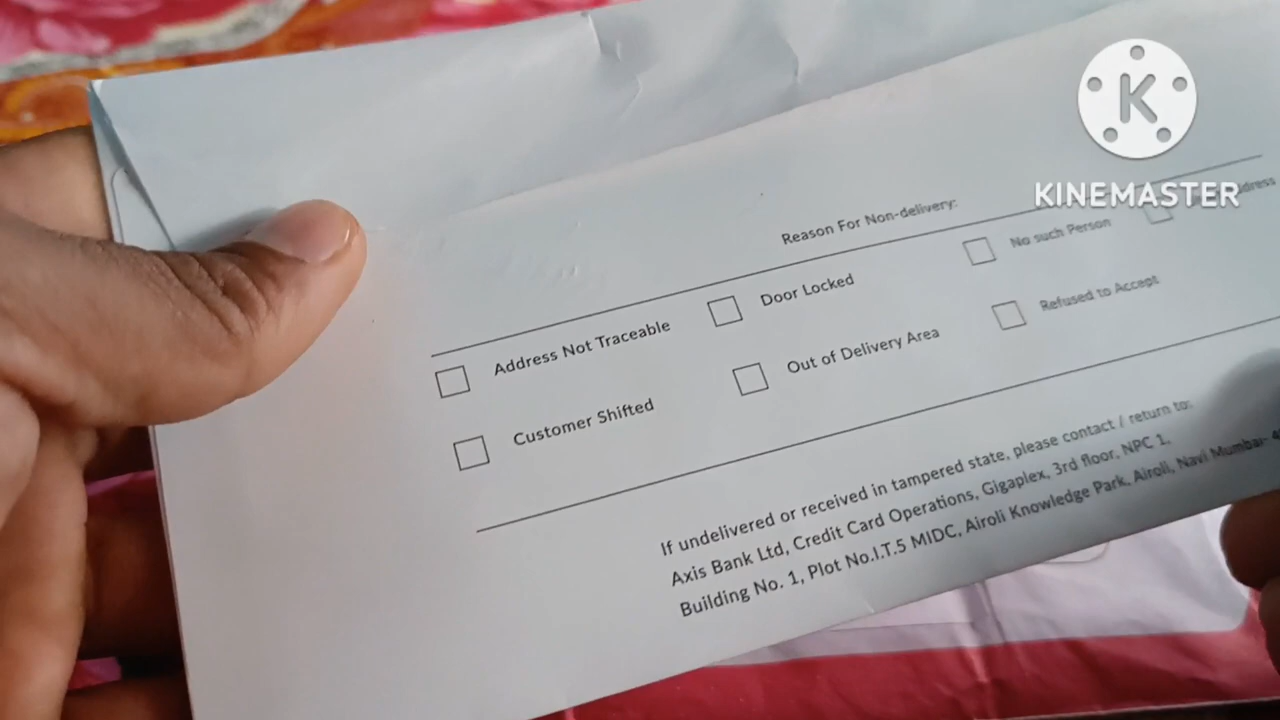 K
KINEMASTER
Reason For Non-delivery:
Address Not Traceable
Door Locked
No such Person
Customer Shifted
Out of Delivery Area
Refused to Accept
If undelivered or received in tampered state, please contact / return to:
Axis Bank Ltd, Credit Card Operations, Gigaplex, 3rd floor, NPC 1,
Building No. 1, Plot No.I.T.5 MIDC, Airoli Knowledge Park, Airoli, Navi Mumbai-